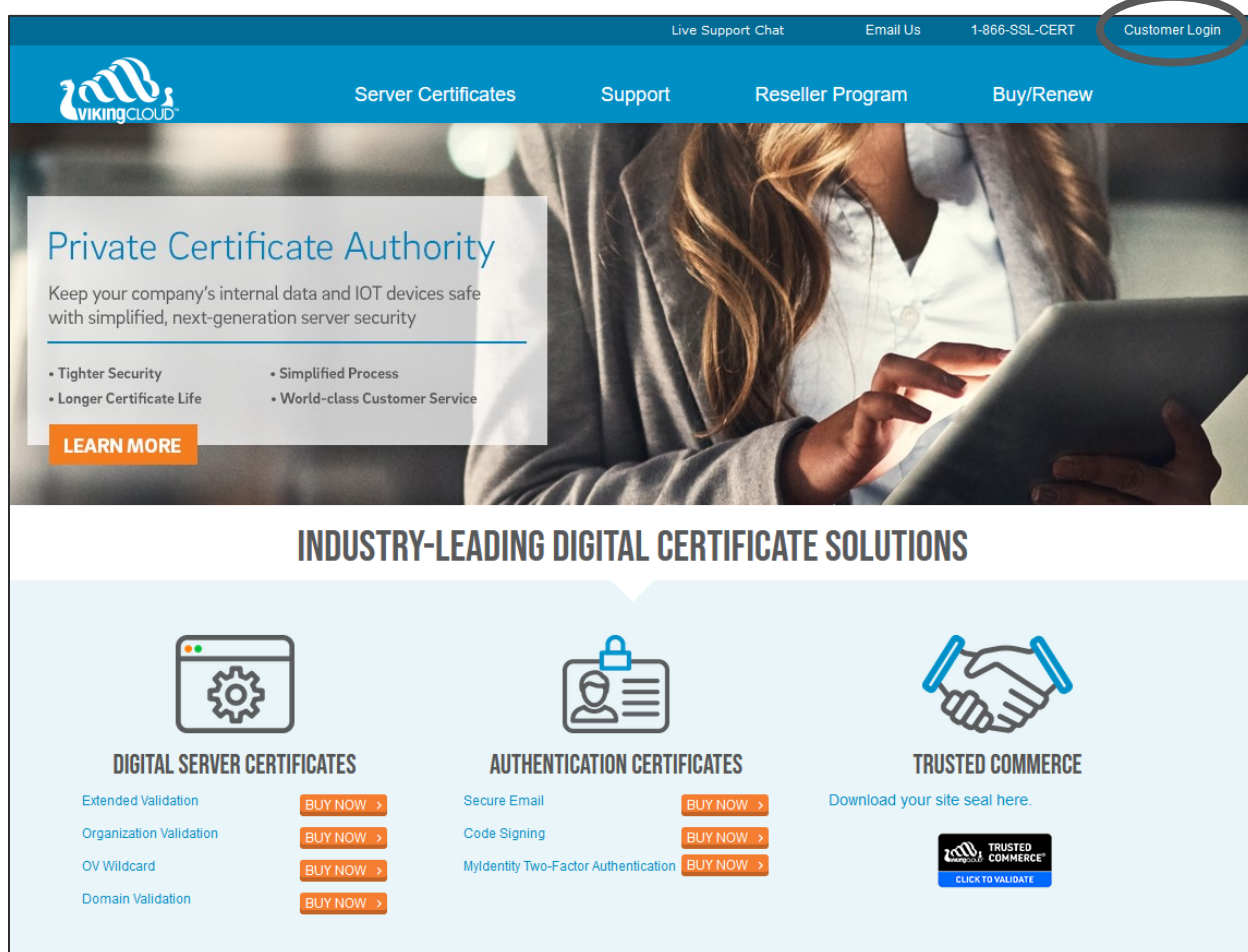 Live Support Chat Email Us 1-866-SSL-CERT Customer Login
VIKINGCLOUD™ Server Certificates Support Reseller Program Buy/Renew
Private Certificate Authority
Keep your company's internal data and IOT devices safe
with simplified, next-generation server security
• Tighter Security • Simplified Process
• Longer Certificate Life • World-class Customer Service
LEARN MORE
INDUSTRY-LEADING DIGITAL CERTIFICATE SOLUTIONS
DIGITAL SERVER CERTIFICATES
Extended Validation BUY NOW >
Organization Validation BUY NOW >
OV Wildcard BUY NOW >
Domain Validation BUY NOW >
AUTHENTICATION CERTIFICATES
Secure Email BUY NOW >
Code Signing BUY NOW >
MyIdentity Two-Factor Authentication BUY NOW >
TRUSTED COMMERCE
Download your site seal here.
VIKINGCLOUD TRUSTED
COMMERCE®
CLICK TO VALIDATE